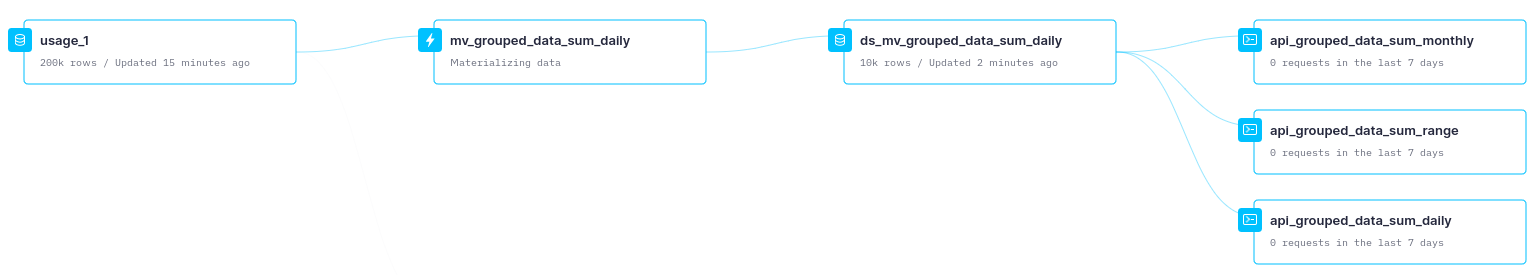 usage_1
200k rows / Updated 15 minutes ago
mv_grouped_data_sum_daily
Materializing data
ds_mv_grouped_data_sum_daily
10k rows / Updated 2 minutes ago
api_grouped_data_sum_monthly
0 requests in the last 7 days
api_grouped_data_sum_range
0 requests in the last 7 days
api_grouped_data_sum_daily
0 requests in the last 7 days